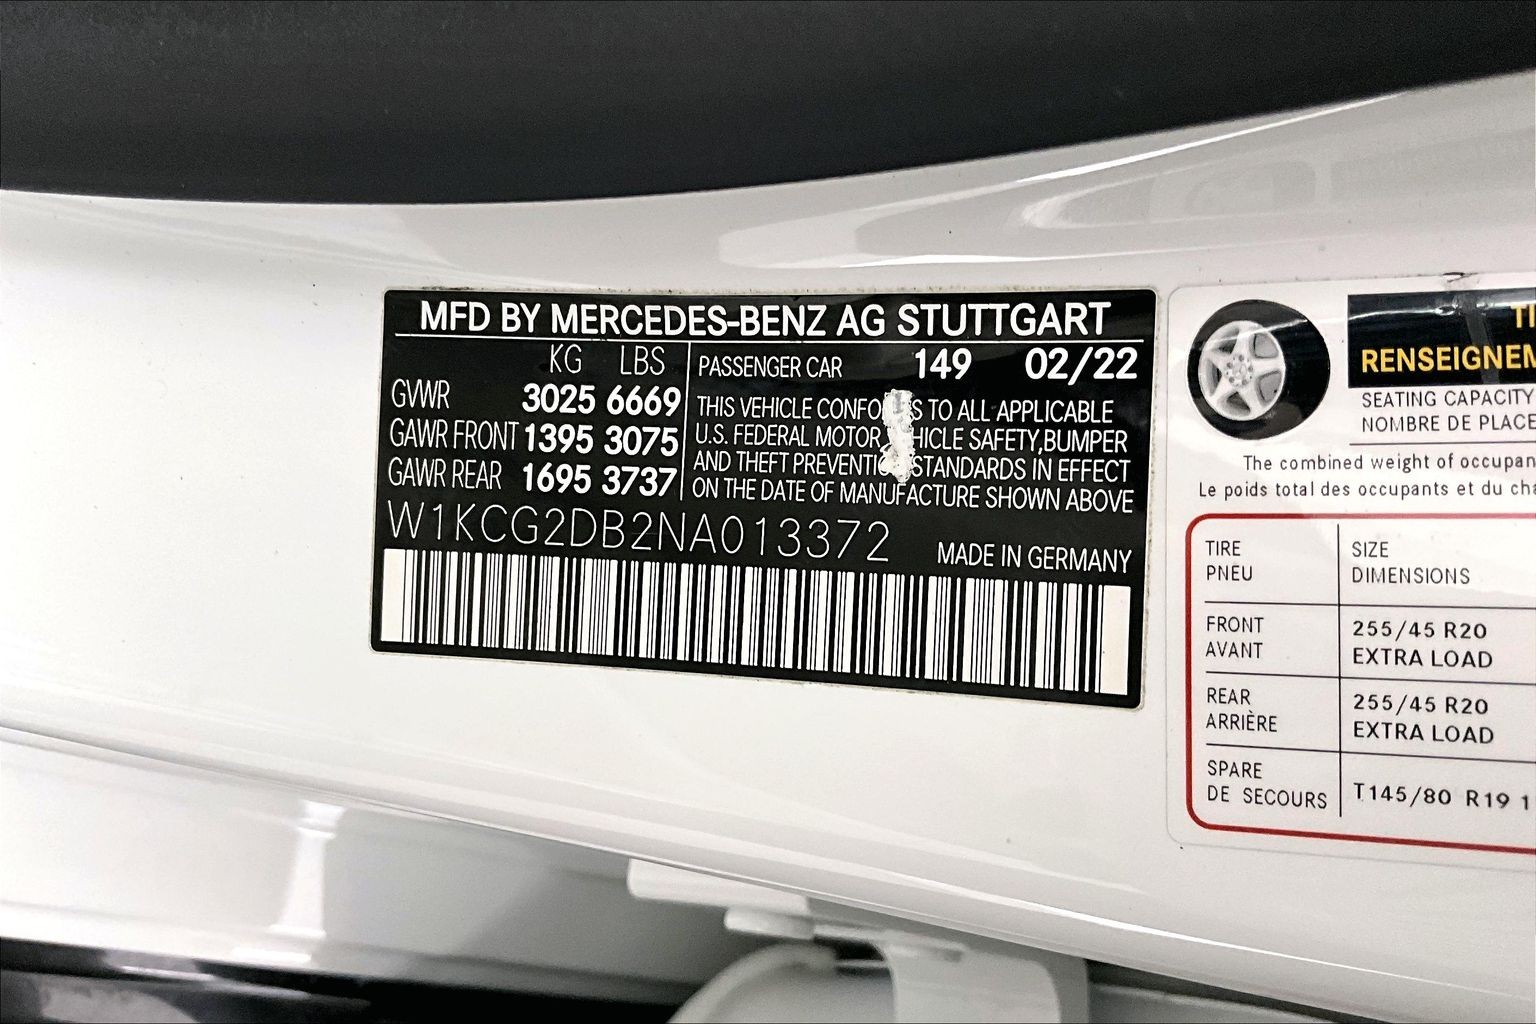 MFD BY MERCEDES-BENZ AG STUTTGART
KG LBS
GVWR 3025 6669
GAWR FRONT 1395 3075
GAWR REAR 1695 3737
PASSENGER CAR 149 02/22
THIS VEHICLE CONFO S TO ALL APPLICABLE
U.S. FEDERAL MOTOR HICLE SAFETY,BUMPER
AND THEFT PREVENTI STANDARDS IN EFFECT
ON THE DATE OF MANUFACTURE SHOWN ABOVE
W1KCG2DB2NA013372
MADE IN GERMANY
TI
RENSEIGNEM
SEATING CAPACITY
NOMBRE DE PLACE
The combined weight of occupan
Le poids total des occupants et du cha
TIRE
PNEU
SIZE
DIMENSIONS
FRONT
AVANT
255/45 R20
EXTRA LOAD
REAR
ARRIÈRE
255/45 R20
EXTRA LOAD
SPARE
DE SECOURS
T145/80 R19 1